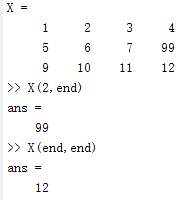 X =
1 2 3 4
5 6 7 99
9 10 11 12
>> X(2,end)
ans =
99
>> X(end,end)
ans =
12